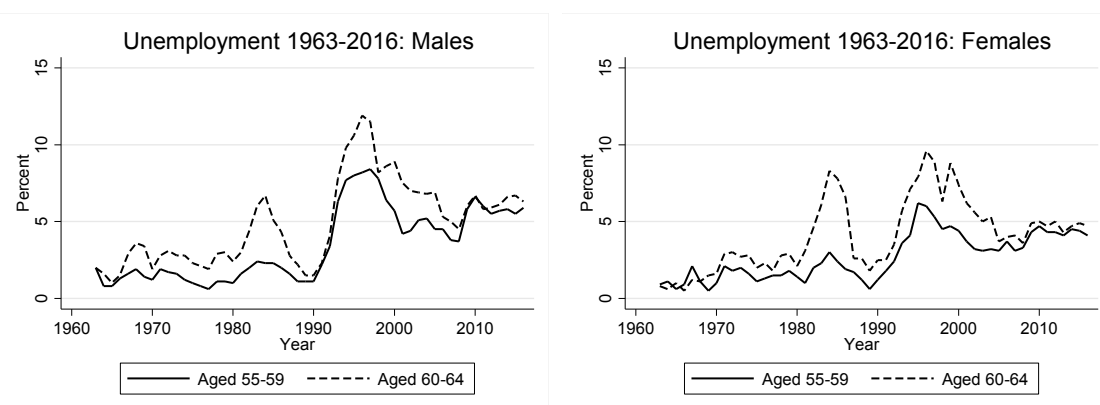 Unemployment 1963-2016: Males
15
10
5
0
Percent
1960 1970 1980 1990 2000 2010
Year
Aged 55-59 Aged 60-64
Unemployment 1963-2016: Females
15
10
5
0
Percent
1960 1970 1980 1990 2000 2010
Year
Aged 55-59 Aged 60-64